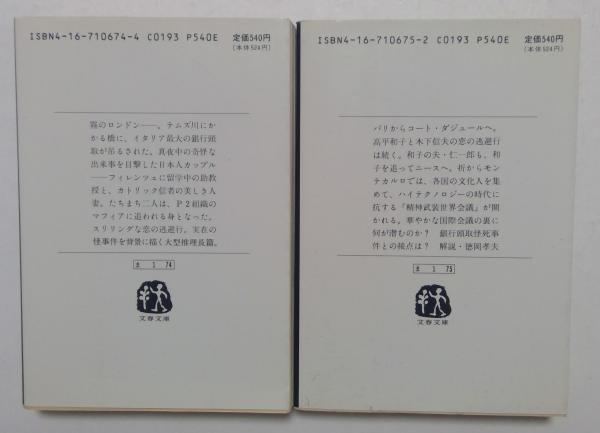 ISBN4-16-710674-4 C0193 P540E
定価540円
(本体524円)
霧のロンドン――。テムズ川にか
かる橋に、イタリア最大の銀行頭
取が吊るされた。真夜中の奇怪な
出来事を目撃した日本人カップル
――フィレンツェに留学中の助教
授と、カトリック信者の美しき人
妻。たちまち二人は、P2組織の
マフィアに追われる身となった。
スリリングな恋の逃避行。実在の
怪事件を背景に描く大型推理長篇。
ま 1 74
文春文庫
ISBN4-16-710675-2 C0193 P540E
定価540円
(本体524円)
パリからコート・ダジュールへ。
高平和子と木下信夫の恋の逃避行
は続く。和子の夫・仁一郎も、和
子を追ってニースへ。折からモン
テカルロでは、各国の文化人を集
めて、ハイテクノロジーの時代に
抗する「精神武装世界会議」が開
かれる。華やかな国際会議の裏に
何が潜むのか? 銀行頭取怪死事
件との接点は? 解説・徳岡孝夫
ま 1 75
文春文庫